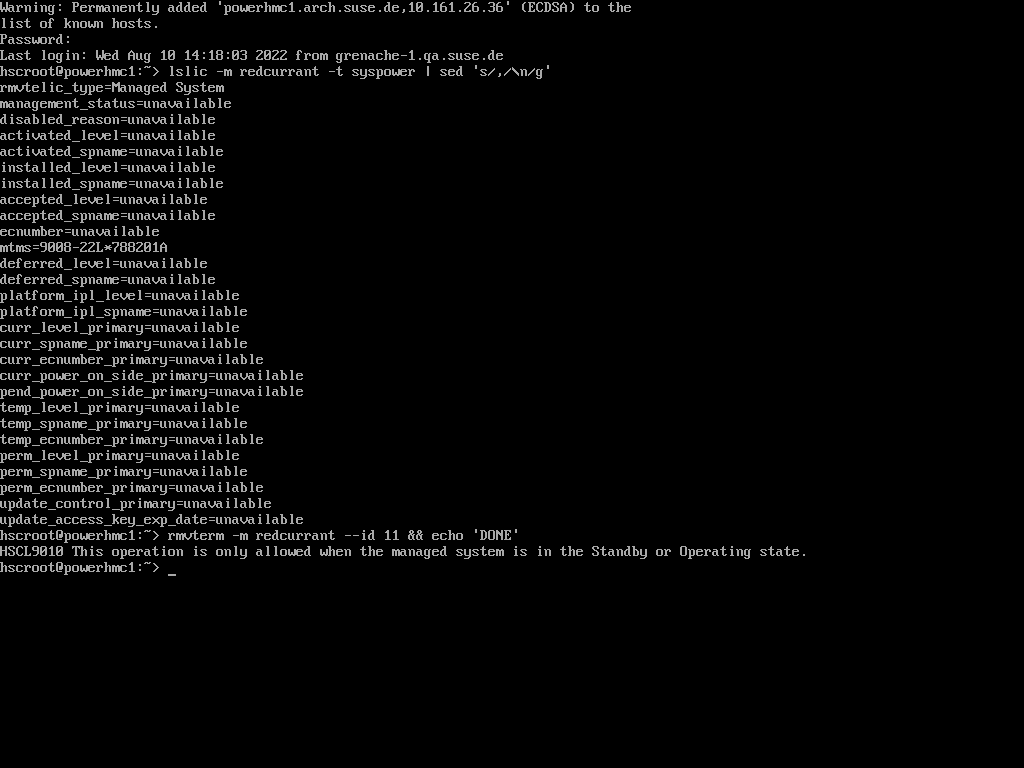 Warning: Permanently added 'powerhmc1.arch.suse.de,10.161.26.36' (ECDSA) to the
list of known hosts.
Password:
Last login: Wed Aug 10 14:18:03 2022 from grenache-1.qa.suse.de
hscroot@powerhmc1:~> lslic -m redcurrant -t syspower | sed 's/,/\n/g'
rmvtelic_type=Managed System
management_status=unavailable
disabled_reason=unavailable
activated_level=unavailable
activated_spname=unavailable
installed_level=unavailable
installed_spname=unavailable
accepted_level=unavailable
accepted_spname=unavailable
ecnumber=unavailable
mtms=9008-22L*788201A
deferred_level=unavailable
deferred_spname=unavailable
platform_ipl_level=unavailable
platform_ipl_spname=unavailable
curr_level_primary=unavailable
curr_spname_primary=unavailable
curr_ecnumber_primary=unavailable
curr_power_on_side_primary=unavailable
pend_power_on_side_primary=unavailable
temp_level_primary=unavailable
temp_spname_primary=unavailable
temp_ecnumber_primary=unavailable
perm_level_primary=unavailable
perm_spname_primary=unavailable
perm_ecnumber_primary=unavailable
update_control_primary=unavailable
update_access_key_exp_date=unavailable
hscroot@powerhmc1:~> rmvterm -m redcurrant --id 11 && echo 'DONE'
HSCL9010 This operation is only allowed when the managed system is in the Standby or Operating state.
hscroot@powerhmc1:~> _